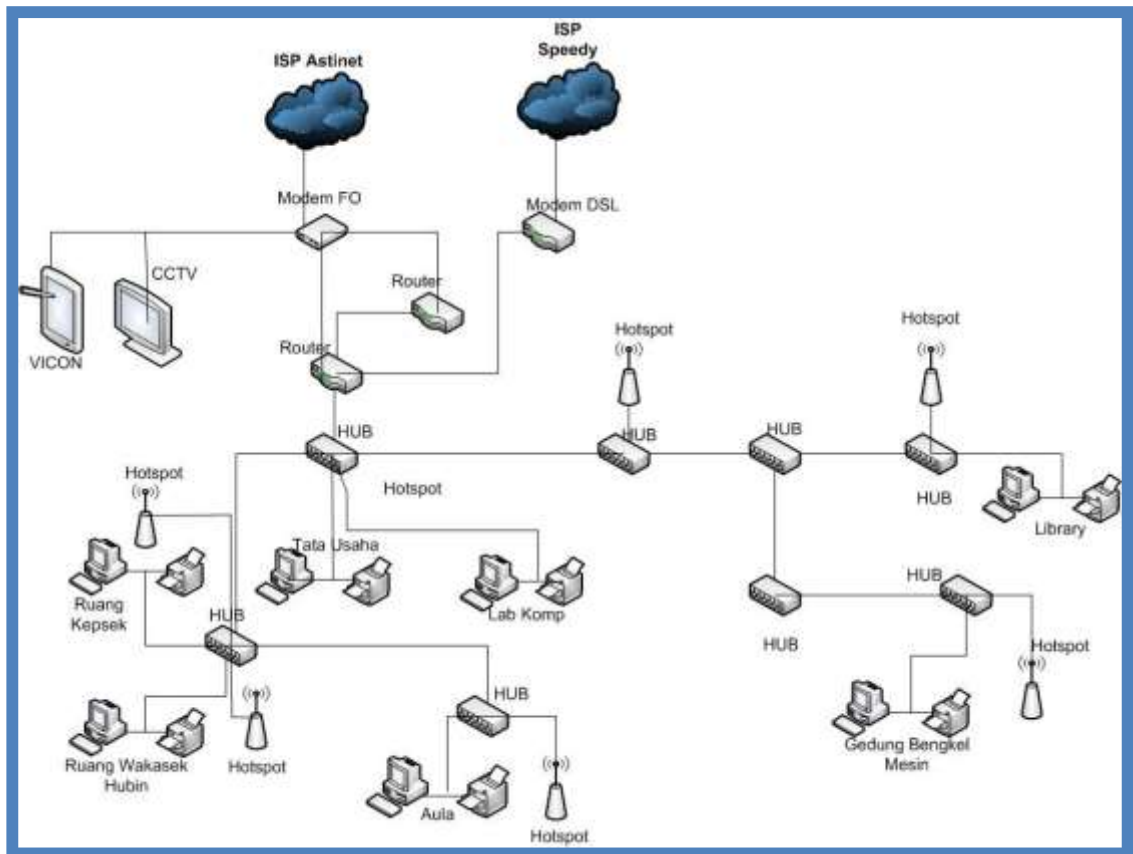 ISP
Speedy
ISP Astinet
Modem FO
Modem DSL
CCTV
Router
VICON
Router
Hotspot
Hotspot
HUB
HUB
HUB
HUB
Hotspot
Hotspot
Library
Tata Usaha
Ruang
Kepsek
HUB
Lab Komp
HUB
HUB
Hotspot
HUB
Ruang Wakasek
Hubin
Hotspot
Gedung Bengkel
Mesin
Aula
Hotspot